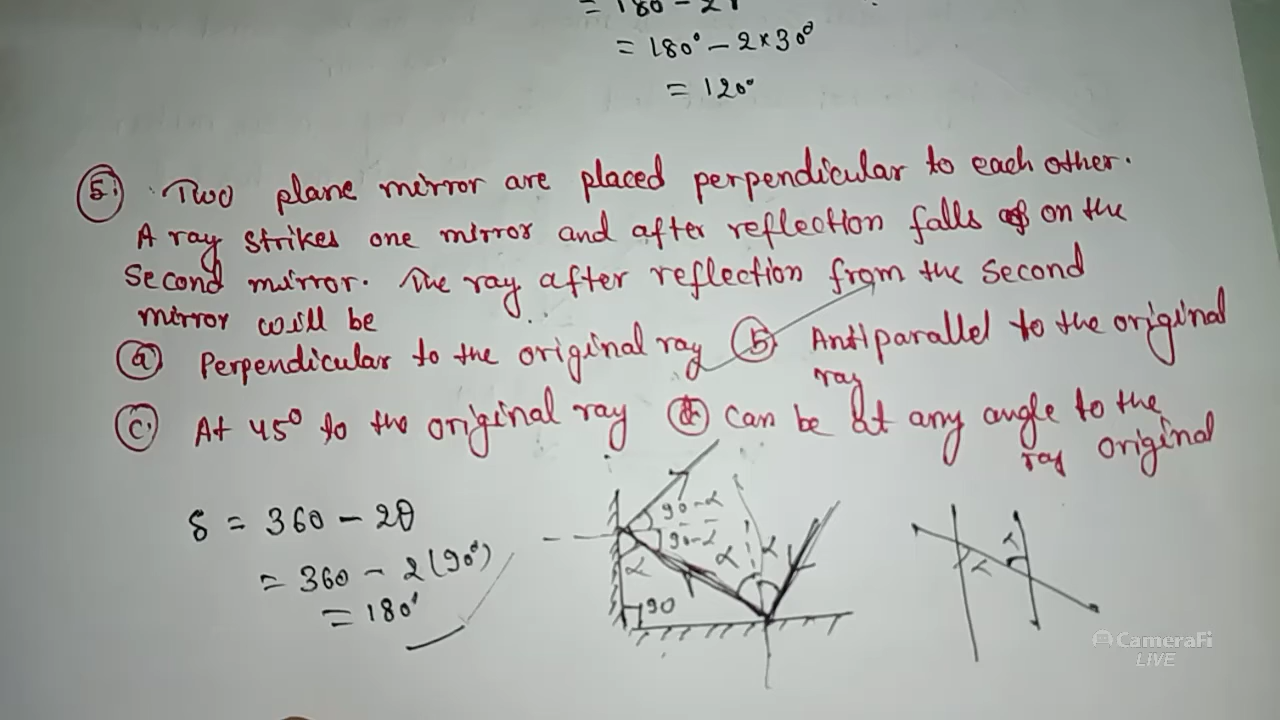 = 180 - 2
= 180° - 2 × 30°
= 120°
5. Two plane mirror are placed perpendicular to each other.
A ray strikes one mirror and after reflection falls on the
second mirror. The ray after reflection from the second
mirror will be
(a) Perpendicular to the original ray (b) Antiparallel to the original
ray
(c) At 45° to the original ray (d) Can be at any angle to the
ray original
δ = 360 - 2θ
= 360 - 2(90°)
= 180°
90-α
90-α
α
α
α
90
α
α
CameraFi
LIVE